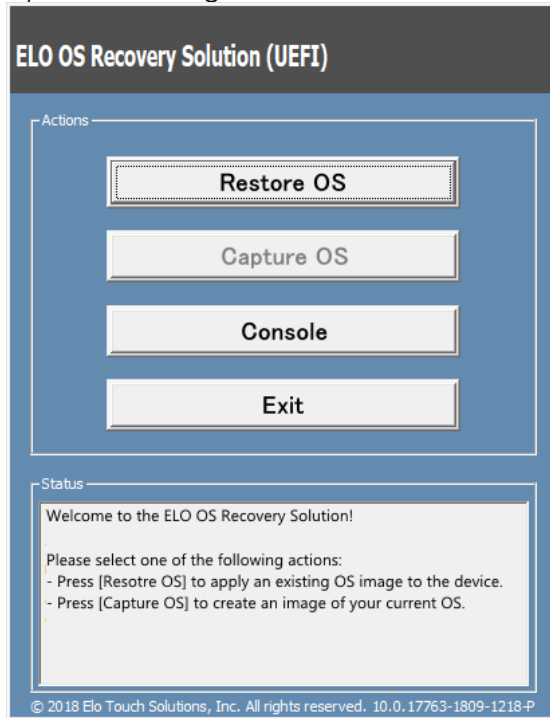 ELO OS Recovery Solution (UEFI)
Actions
Restore OS
Capture OS
Console
Exit
Status
Welcome to the ELO OS Recovery Solution!
Please select one of the following actions:
- Press [Resotre OS] to apply an existing OS image to the device.
- Press [Capture OS] to create an image of your current OS.
© 2018 Elo Touch Solutions, Inc. All rights reserved. 10.0.17763-1809-1218-P